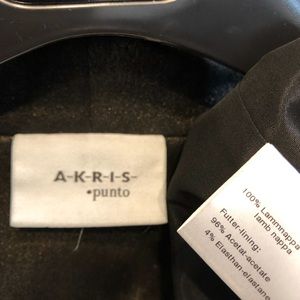 A-K-R-I-S-
•punto
100% Lammnappa
lamb nappa
Futter-lining:
96% Acetat-acetate
4% Elasthan-elastane